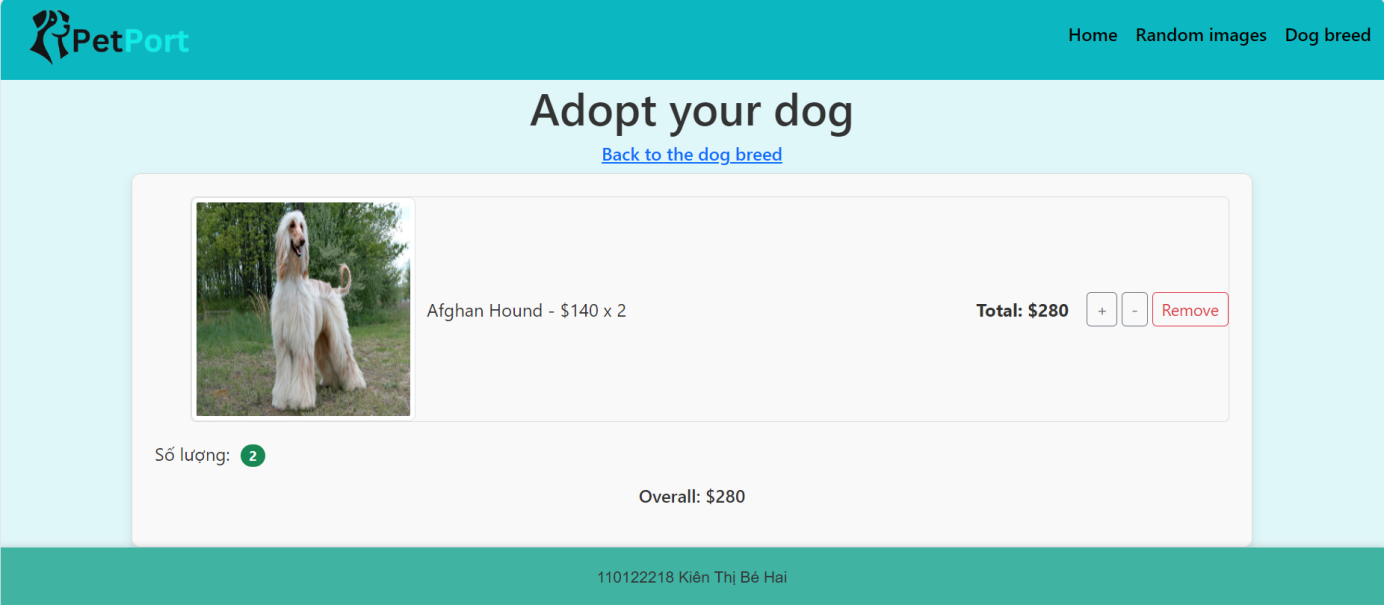 PetPort
Home Random images Dog breed
Adopt your dog
Back to the dog breed
Afghan Hound - $140 x 2 Total: $280 + - Remove
Số lượng: 2
Overall: $280
110122218 Kiên Thị Bé Hai